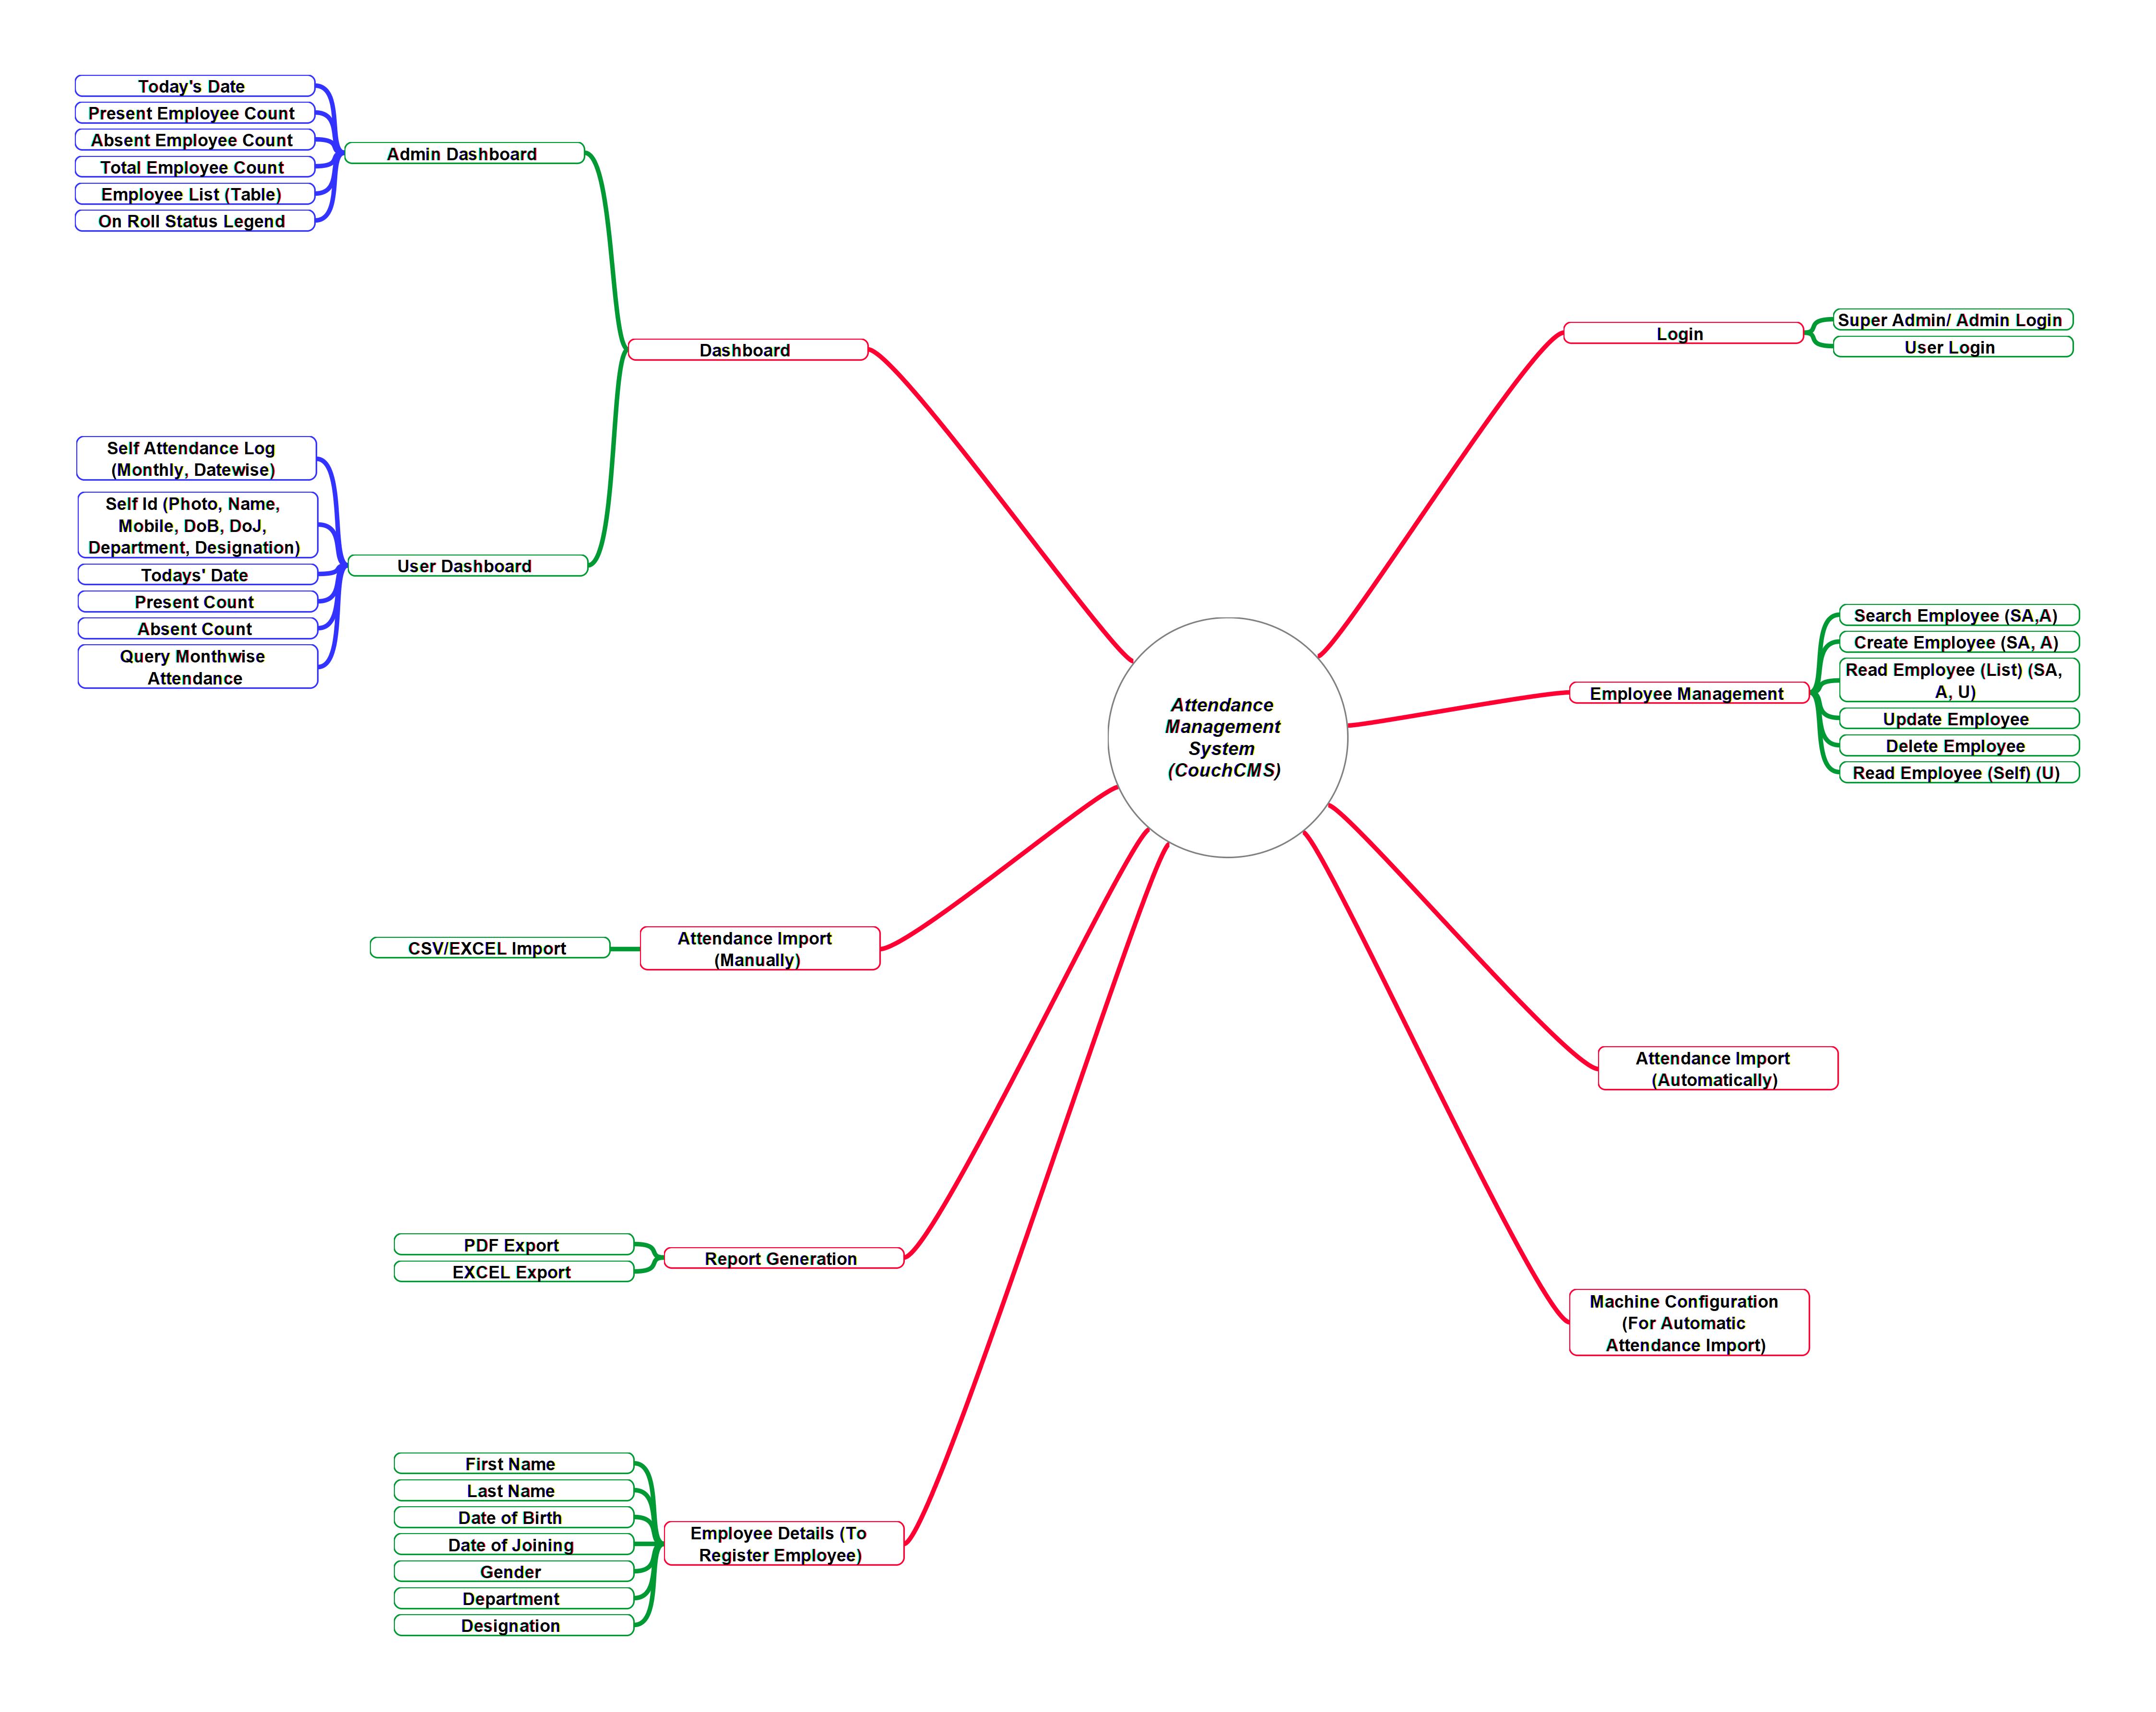 Today's Date
Present Employee Count
Absent Employee Count
Total Employee Count
Employee List (Table)
On Roll Status Legend
Admin Dashboard
Dashboard
Self Attendance Log
(Monthly, Datewise)
Self Id (Photo, Name,
Mobile, DoB, DoJ,
Department, Designation)
Todays' Date
Present Count
Absent Count
Query Monthwise
Attendance
User Dashboard
Login
Super Admin/ Admin Login
User Login
Attendance
Management
System
(CouchCMS)
Employee Management
Search Employee (SA,A)
Create Employee (SA, A)
Read Employee (List) (SA,
A, U)
Update Employee
Delete Employee
Read Employee (Self) (U)
CSV/EXCEL Import
Attendance Import
(Manually)
Attendance Import
(Automatically)
PDF Export
EXCEL Export
Report Generation
Machine Configuration
(For Automatic
Attendance Import)
First Name
Last Name
Date of Birth
Date of Joining
Gender
Department
Designation
Employee Details (To
Register Employee)